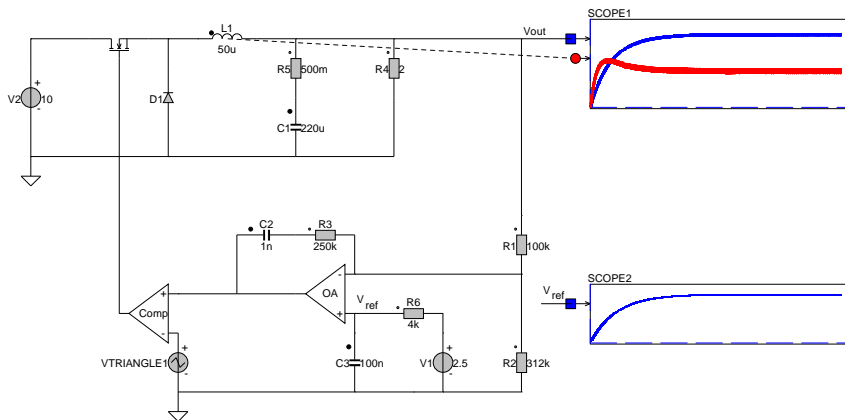 SCOPE1
L1
50u
Vout
R5 500m
R4 2
V2 10
D1
C1 220u
C2
1n
R3
250k
R1 100k
SCOPE2
V ref
OA
V ref
R6
4k
Comp
VTRIANGLE1
C3 100n
V1 2.5
R2 312k